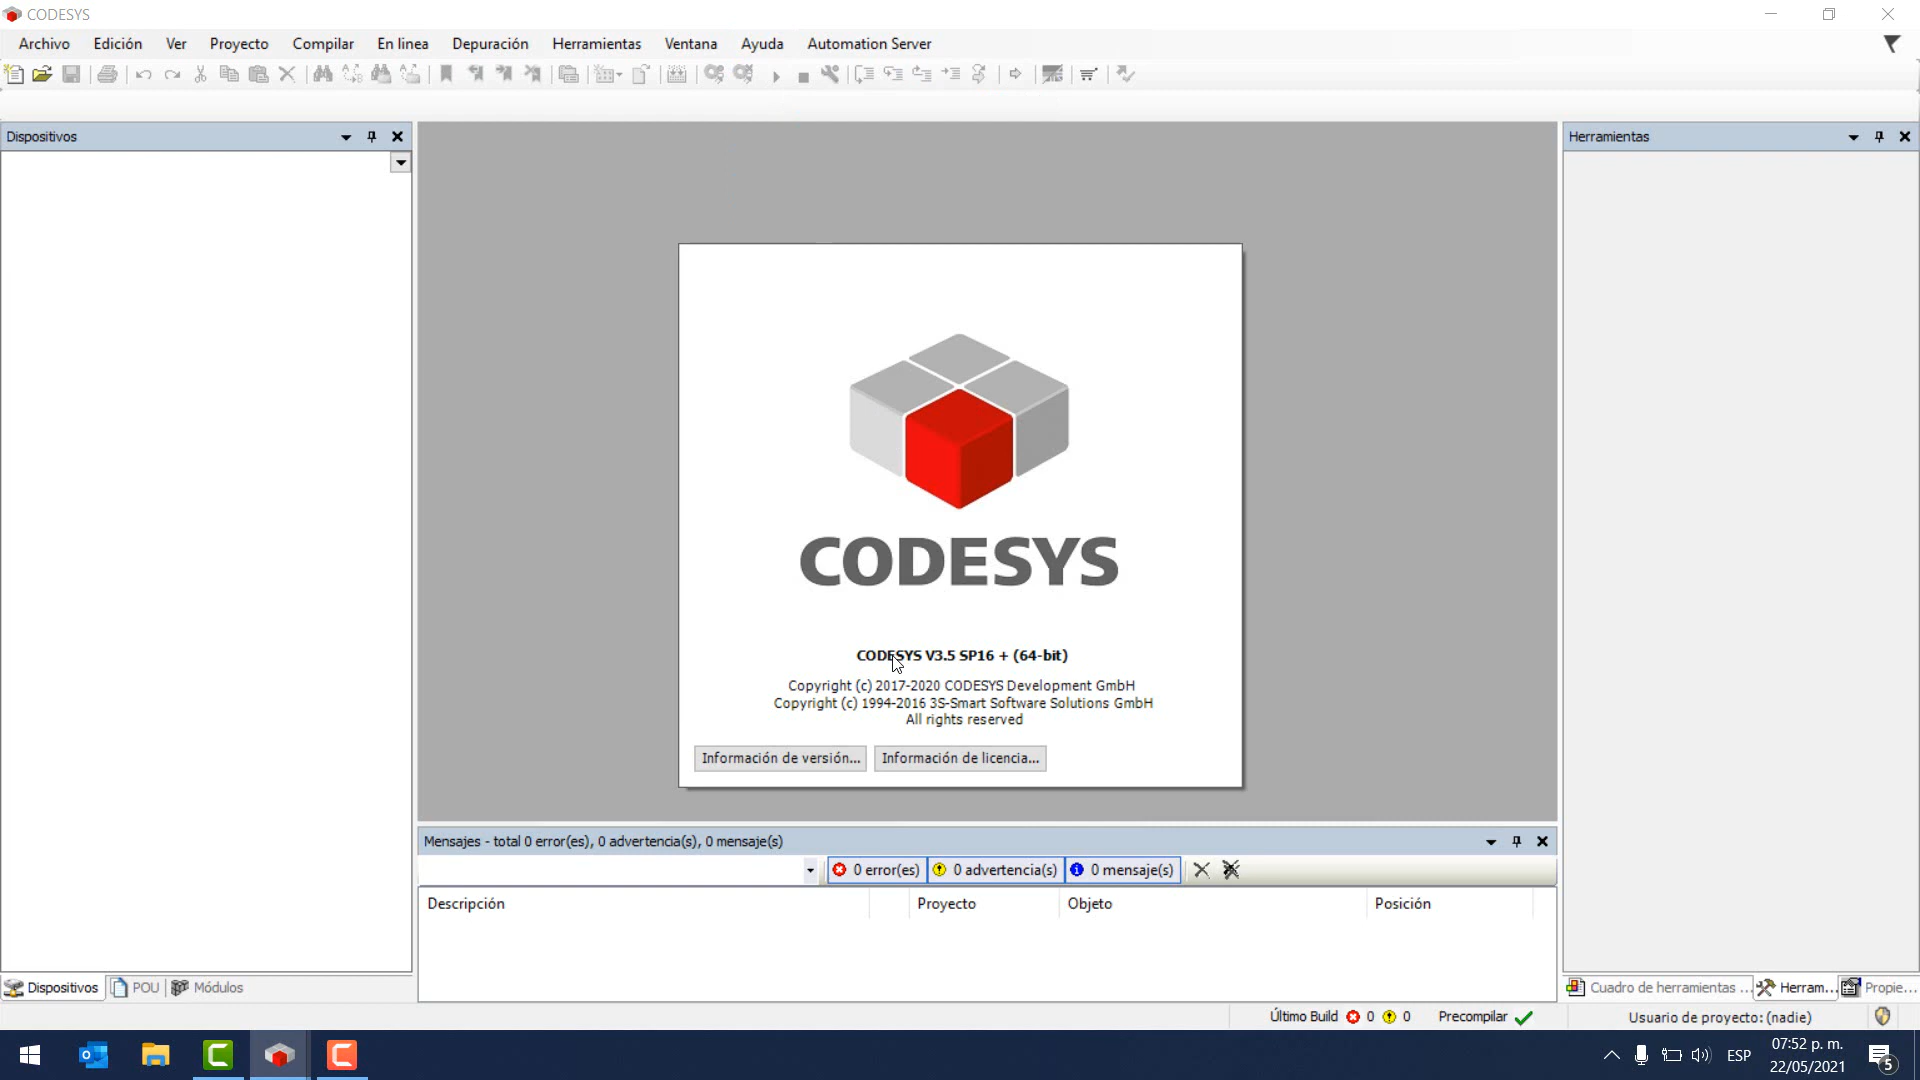 CODESYS
Archivo Edición Ver Proyecto Compilar En linea Depuración Herramientas Ventana Ayuda Automation Server
Dispositivos
Herramientas
CODESYS
CODESYS V3.5 SP16 + (64-bit)
Copyright (c) 2017-2020 CODESYS Development GmbH
Copyright (c) 1994-2016 3S-Smart Software Solutions GmbH
All rights reserved
Información de versión... Información de licencia...
Mensajes - total 0 error(es), 0 advertencia(s), 0 mensaje(s)
0 error(es) 0 advertencia(s) 0 mensaje(s)
Descripción Proyecto Objeto Posición
Dispositivos POU Módulos
Cuadro de herramientas ... Herram... Propie...
Último Build 0 0 Precompilar Usuario de proyecto: (nadie)
ESP
07:52 p. m.
22/05/2021
5